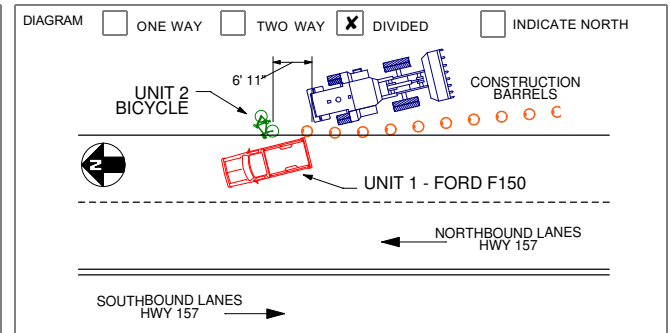 DIAGRAM ONE WAY TWO WAY X DIVIDED INDICATE NORTH
6' 11"
UNIT 2
BICYCLE
CONSTRUCTION
BARRELS
N
UNIT 1 - FORD F150
NORTHBOUND LANES
HWY 157
SOUTHBOUND LANES
HWY 157